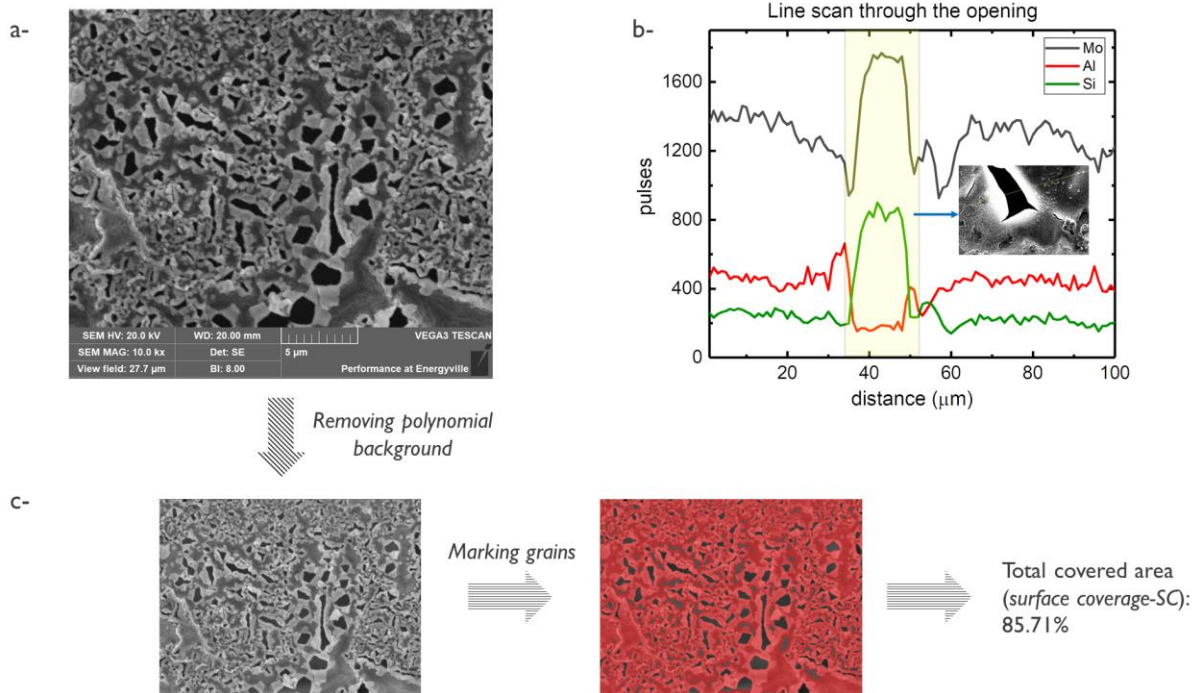 a-
SEM HV: 20.0 kV WD: 20.00 mm VEGA3 TESCAN
SEM MAG: 10.0 kx Det: SE 5 µm
View field: 27.7 µm BI: 8.00 Performance at Energyville
b-
Line scan through the opening
Mo
Al
Si
pulses
1600
1200
800
400
0
20 40 60 80 100
distance (µm)
Removing polynomial
background
c-
Marking grains
Total covered area
(surface coverage-SC):
85.71%